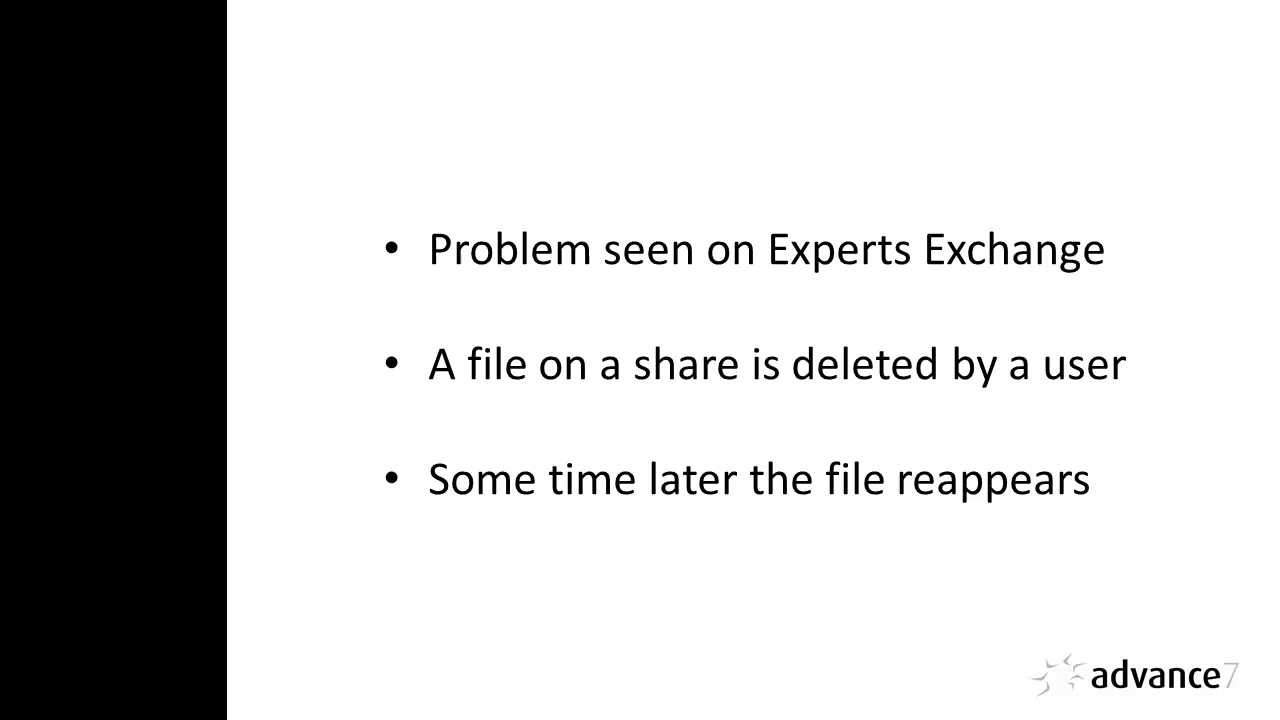 • Problem seen on Experts Exchange
• A file on a share is deleted by a user
• Some time later the file reappears
advance7